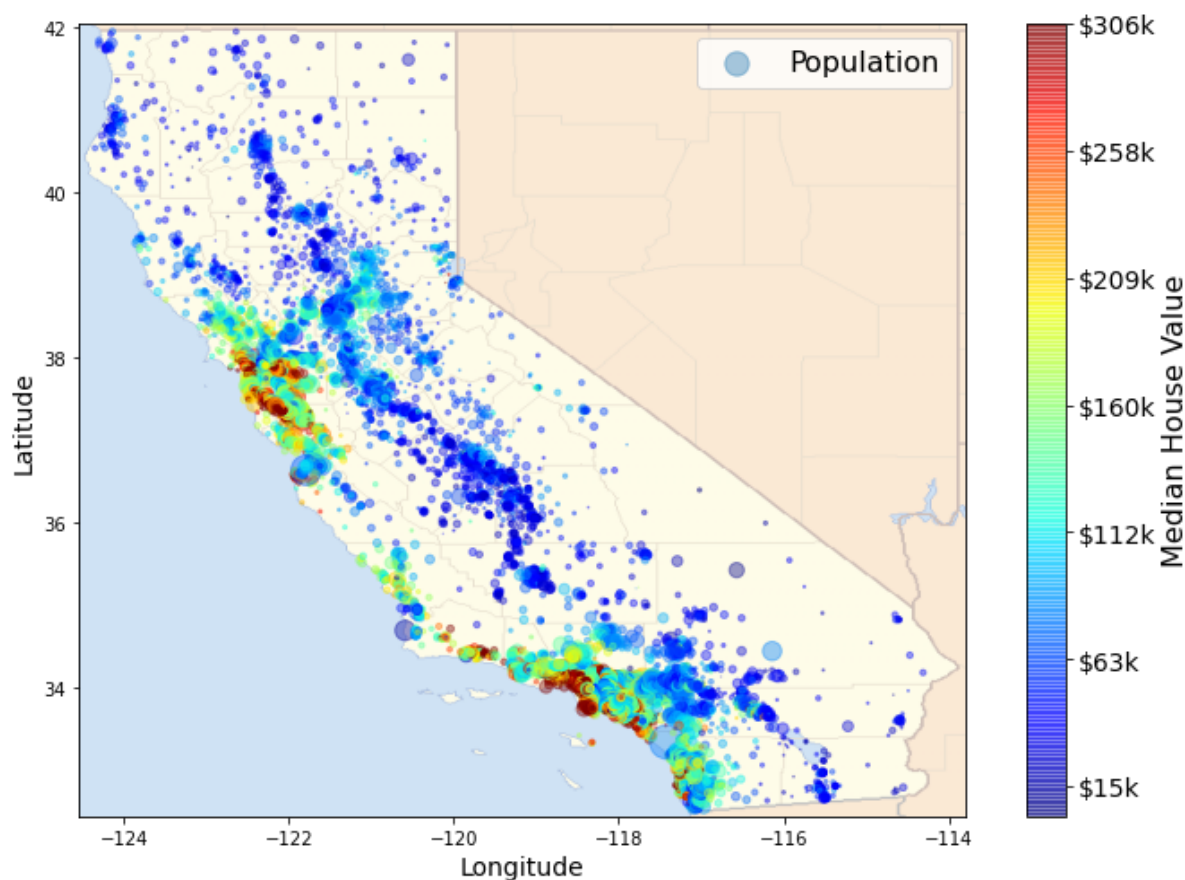 Population
42
40
38
36
34
Latitude
−124
−122
−120
−118
−116
−114
Longitude
$306k
$258k
$209k
$160k
$112k
$63k
$15k
Median House Value